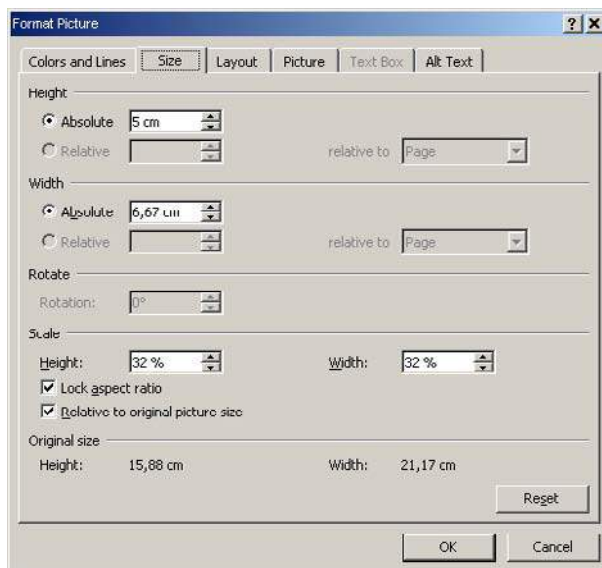 Format Picture
Colors and Lines Size Layout Picture Text Box Alt Text
Height
Absolute 5 cm
Relative relative to Page
Width
Absolute 6,67 cm
Relative relative to Page
Rotate
Rotation: 0°
Scale
Height: 32 % Width: 32 %
Lock aspect ratio
Relative to original picture size
Original size
Height: 15,88 cm Width: 21,17 cm
Reset
OK Cancel